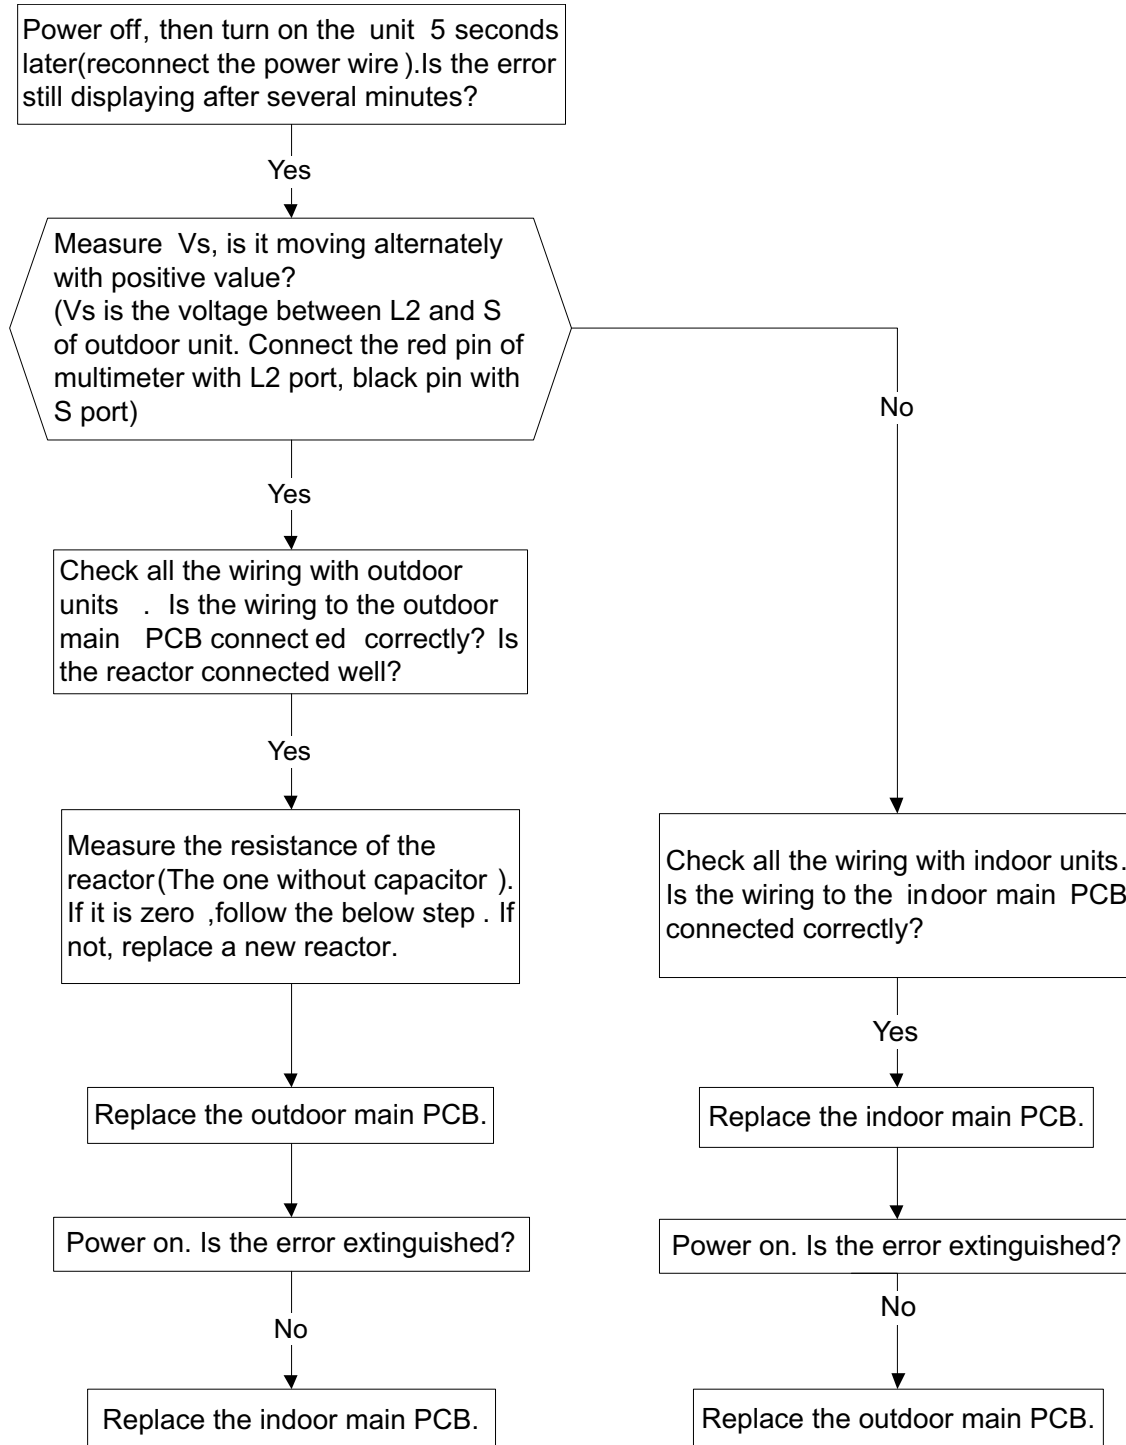 Power off, then turn on the unit 5 seconds
later(reconnect the power wire ).Is the error
still displaying after several minutes?
Yes
Measure Vs, is it moving alternately
with positive value?
(Vs is the voltage between L2 and S
of outdoor unit. Connect the red pin of
multimeter with L2 port, black pin with
S port)
No
Yes
Check all the wiring with outdoor
units . Is the wiring to the outdoor
main PCB connect ed correctly? Is
the reactor connected well?
Yes
Measure the resistance of the
reactor(The one without capacitor ).
If it is zero ,follow the below step . If
not, replace a new reactor.
Check all the wiring with indoor units.
Is the wiring to the indoor main PCB
connected correctly?
Yes
Replace the outdoor main PCB.
Replace the indoor main PCB.
Power on. Is the error extinguished?
Power on. Is the error extinguished?
No
No
Replace the indoor main PCB.
Replace the outdoor main PCB.